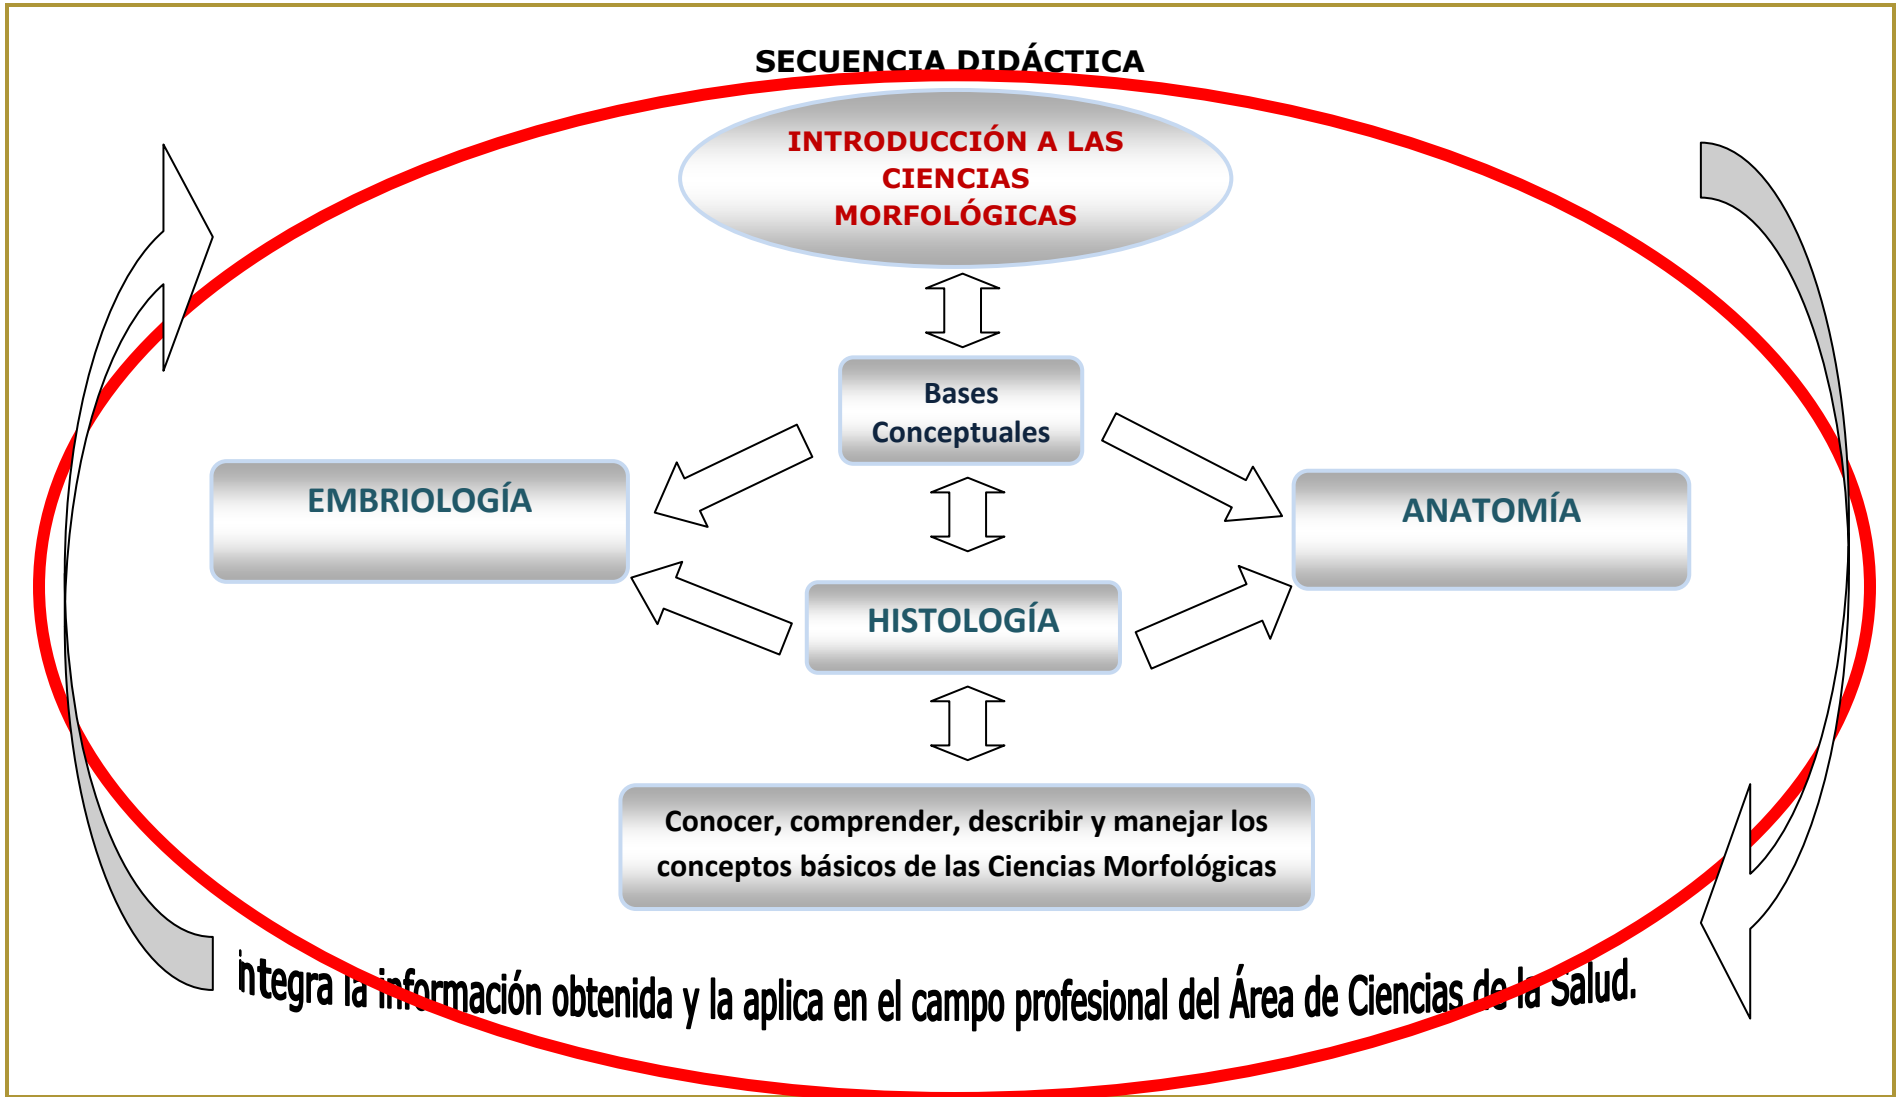 SECUENCIA DIDÁCTICA
INTRODUCCIÓN A LAS
CIENCIAS
MORFOLÓGICAS
Bases
Conceptuales
EMBRIOLOGÍA
ANATOMÍA
HISTOLOGÍA
Conocer, comprender, describir y manejar los
conceptos básicos de las Ciencias Morfológicas
integra la información obtenida y la aplica en el campo profesional del Área de Ciencias de la Salud.